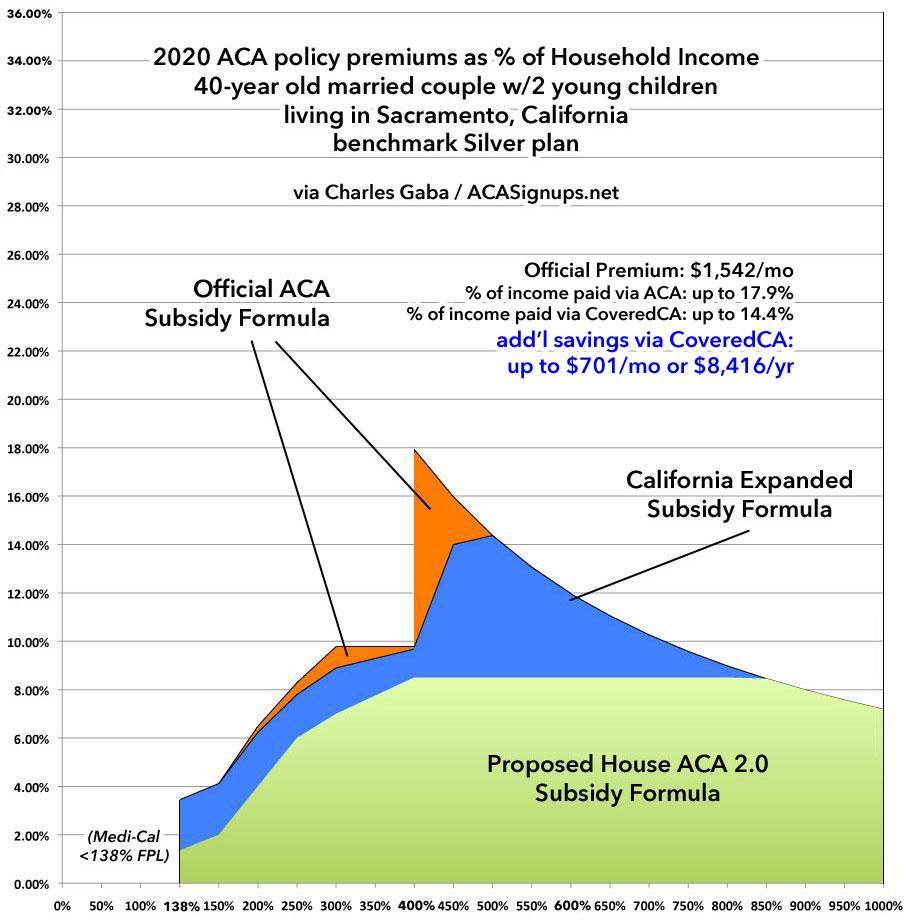 36.00%
34.00%
32.00%
30.00%
28.00%
26.00%
24.00%
22.00%
20.00%
18.00%
16.00%
14.00%
12.00%
10.00%
8.00%
6.00%
4.00%
2.00%
0.00%
2020 ACA policy premiums as % of Household Income
40-year old married couple w/2 young children
living in Sacramento, California
benchmark Silver plan
via Charles Gaba / ACASignups.net
Official Premium: $1,542/mo
% of income paid via ACA: up to 17.9%
% of income paid via CoveredCA: up to 14.4%
add'l savings via CoveredCA:
up to $701/mo or $8,416/yr
Official ACA
Subsidy Formula
California Expanded
Subsidy Formula
Proposed House ACA 2.0
Subsidy Formula
(Medi-Cal
<138% FPL)
0% 50% 100% 138% 150% 200% 250% 300% 350% 400% 450% 500% 550% 600% 650% 700% 750% 800% 850% 900% 950% 1000%